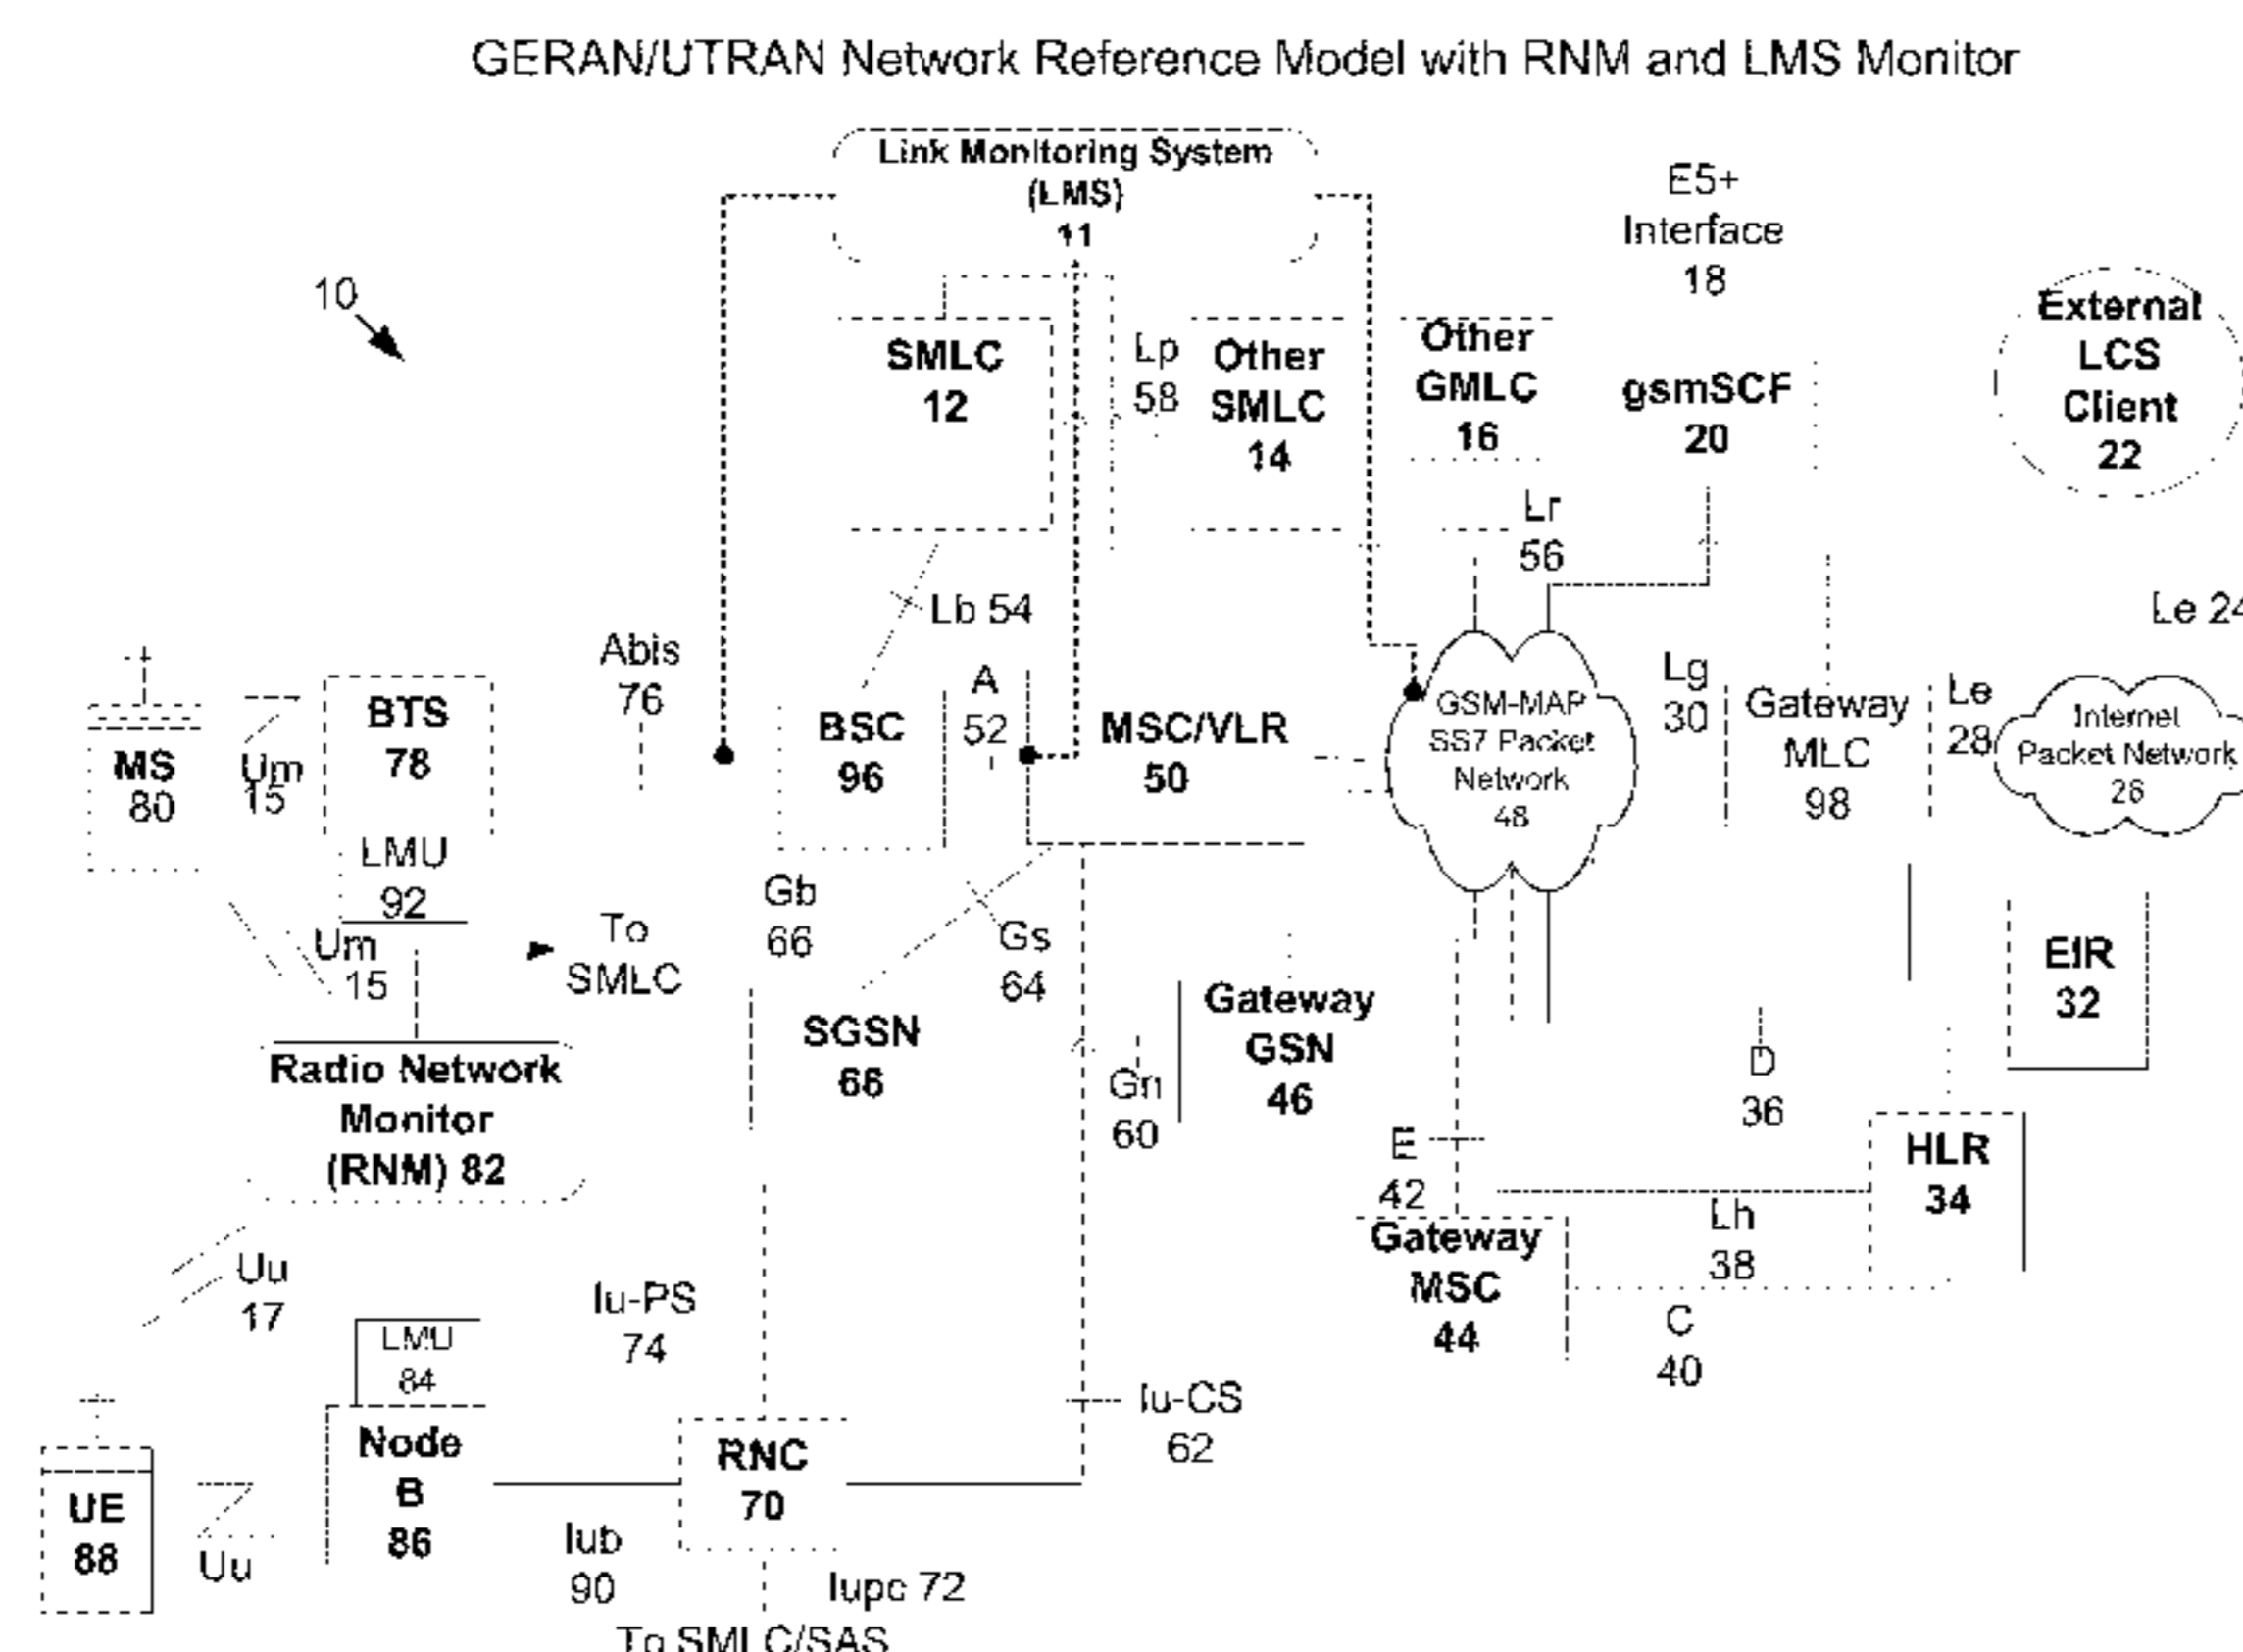 GERAN/UTRAN Network Reference Model with RNM and LMS Monitor
Link Monitoring System
(LMS)
11
E5+
Interface
18
10
SMLC
12
Lp
58
Other
SMLC
14
Other
GMLC
16
gsmSCF
20
External
LCS
Client
22
Lr
56
Lb 54
Le 24
Abis
76
BTS
78
MS
80
Um
15
LMU
92
BSC
96
A
52
MSC/VLR
50
GSM-MAP
SS7 Packet
Network
48
Lg
30
Gateway
MLC
98
Le
28
Internet
Packet Network
26
Um
15
To
SMLC
Gb
66
Gs
64
EIR
32
Radio Network
Monitor
(RNM) 82
SGSN
66
Gn
60
Gateway
GSN
46
D
36
E
42
HLR
34
Lh
38
Gateway
MSC
44
C
40
Uu
17
Iu-PS
74
LMU
84
Iu-CS
62
Node
B
86
RNC
70
UE
88
Uu
Iub
90
Iupc 72
To SMLC/SAS